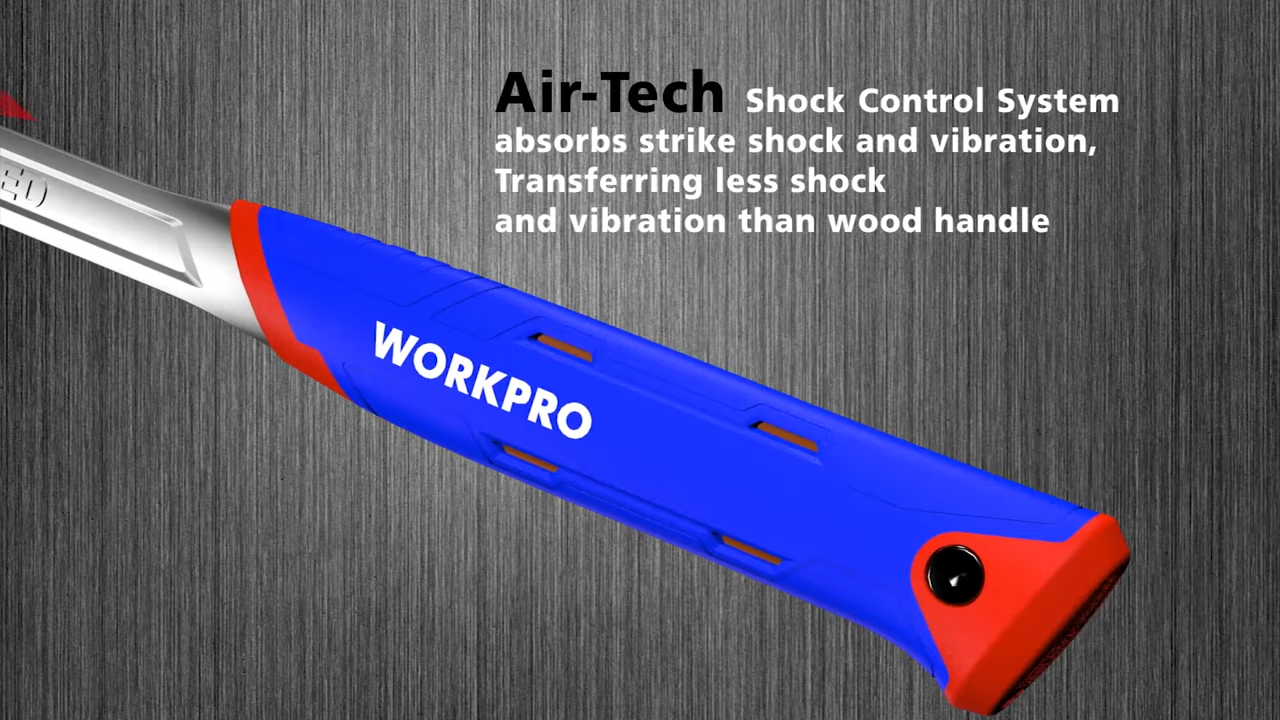 Air-Tech Shock Control System
absorbs strike shock and vibration,
Transferring less shock
and vibration than wood handle
WORKPRO